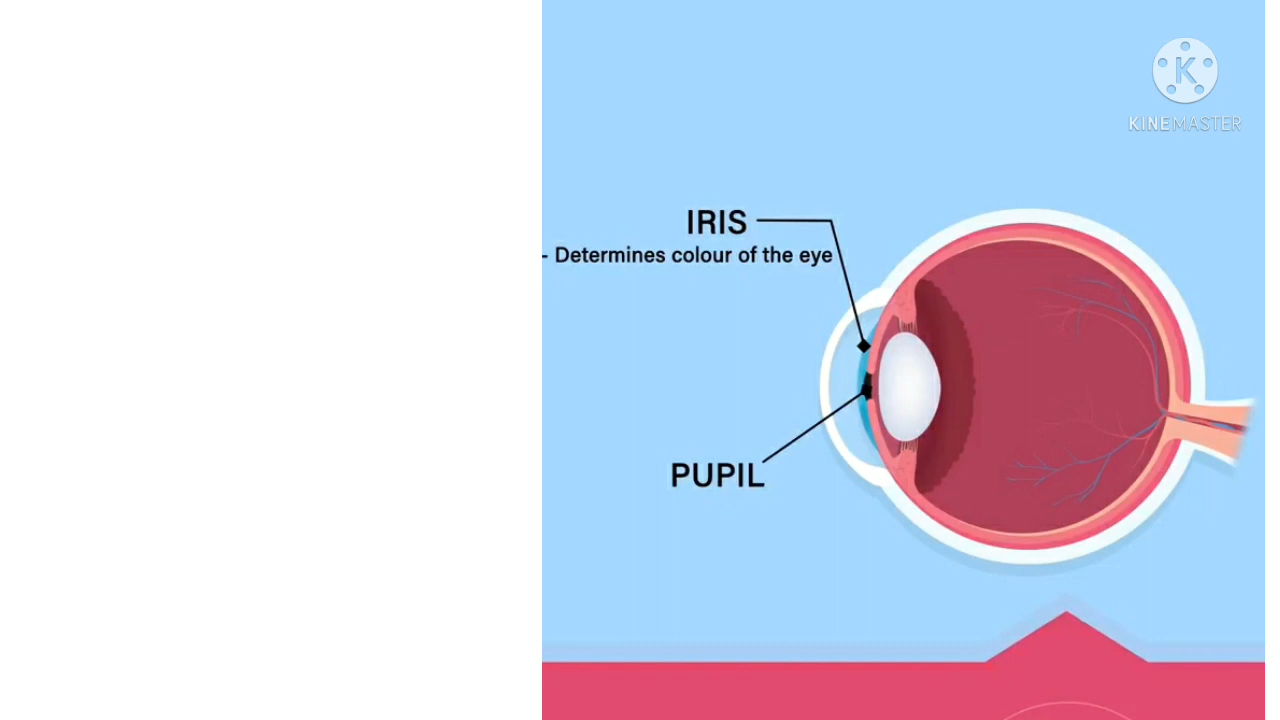 K
KINEMASTER
IRIS
- Determines colour of the eye
PUPIL